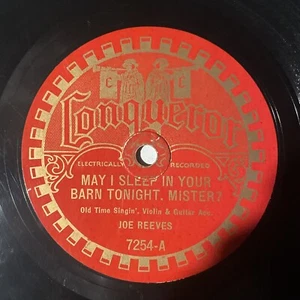 C C
Conqueror
ELECTRICALLY RECORDED
MAY I SLEEP IN YOUR
BARN TONIGHT. MISTER?
Old Time Singin', Violin & Guitar Acc.
JOE REEVES
7254-A